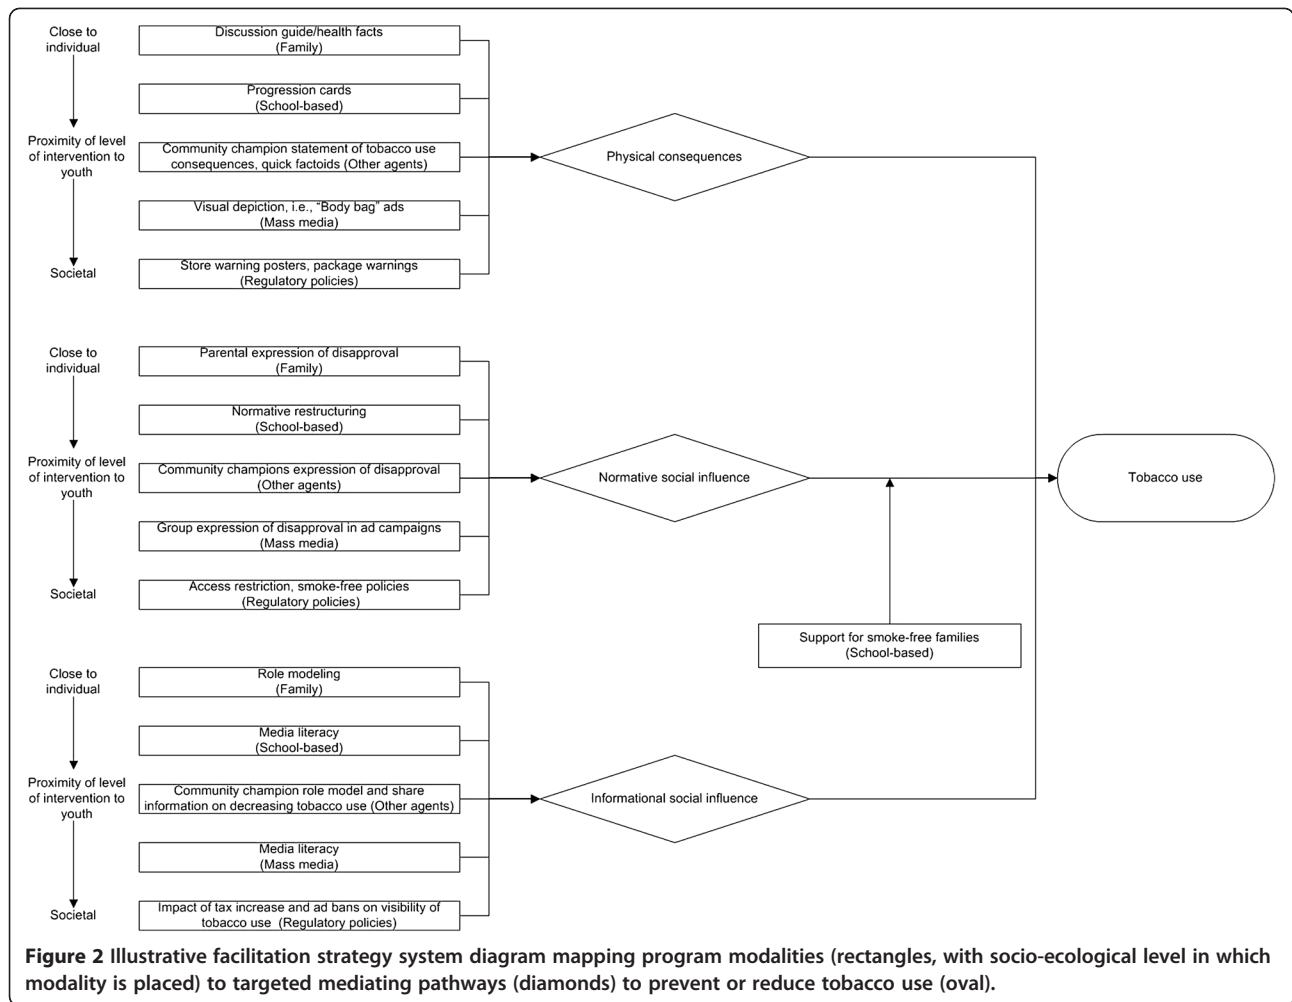 Close to
individual
Discussion guide/health facts
(Family)
Progression cards
(School-based)
Proximity of level
of intervention to
youth
Community champion statement of tobacco use
consequences, quick factoids (Other agents)
Physical consequences
Visual depiction, i.e., “Body bag” ads
(Mass media)
Societal
Store warning posters, package warnings
(Regulatory policies)
Close to
individual
Parental expression of disapproval
(Family)
Normative restructuring
(School-based)
Proximity of level
of intervention to
youth
Community champions expression of disapproval
(Other agents)
Normative social influence
Tobacco use
Group expression of disapproval in ad campaigns
(Mass media)
Societal
Access restriction, smoke-free policies
(Regulatory policies)
Support for smoke-free families
(School-based)
Close to
individual
Role modeling
(Family)
Media literacy
(School-based)
Proximity of level
of intervention to
youth
Community champion role model and share
information on decreasing tobacco use (Other agents)
Informational social influence
Media literacy
(Mass media)
Societal
Impact of tax increase and ad bans on visibility of
tobacco use (Regulatory policies)
Figure 2 Illustrative facilitation strategy system diagram mapping program modalities (rectangles, with socio-ecological level in which
modality is placed) to targeted mediating pathways (diamonds) to prevent or reduce tobacco use (oval).